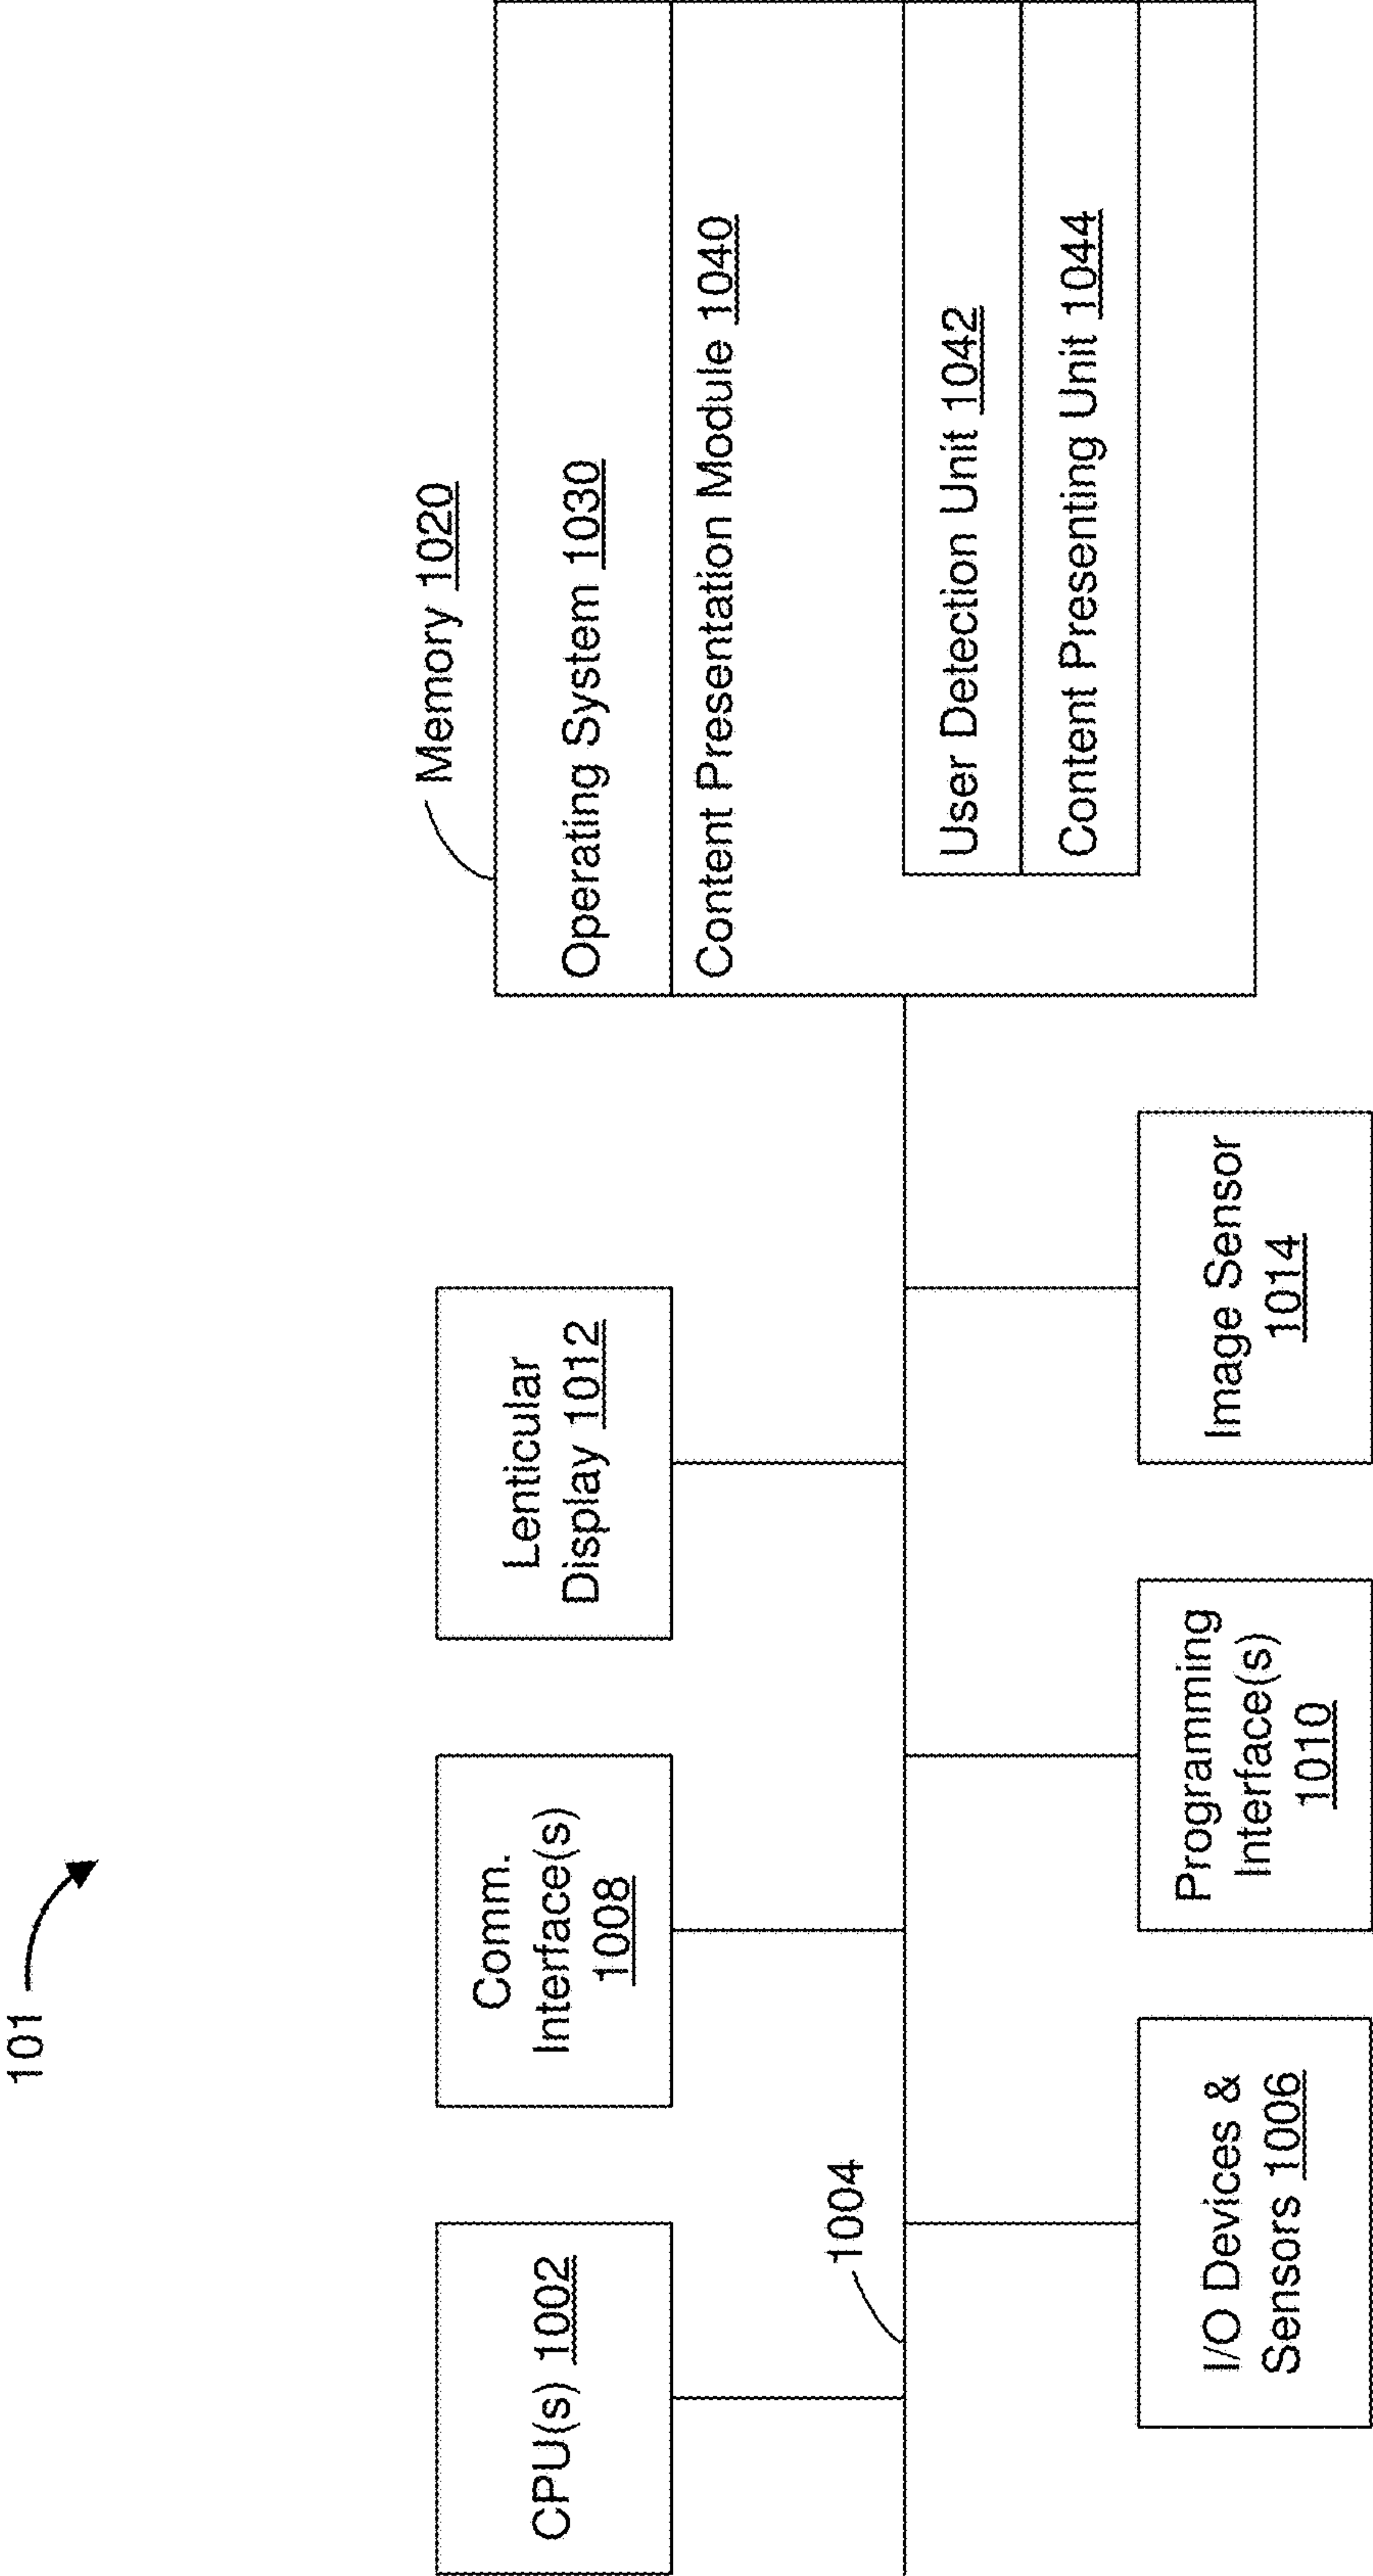 101
CPU(s) 1002
Comm.
Interface(s)
1008
Lenticular
Display 1012
1004
I/O Devices &
Sensors 1006
Programming
Interface(s)
1010
Image Sensor
1014
Memory 1020
Operating System 1030
Content Presentation Module 1040
User Detection Unit 1042
Content Presenting Unit 1044